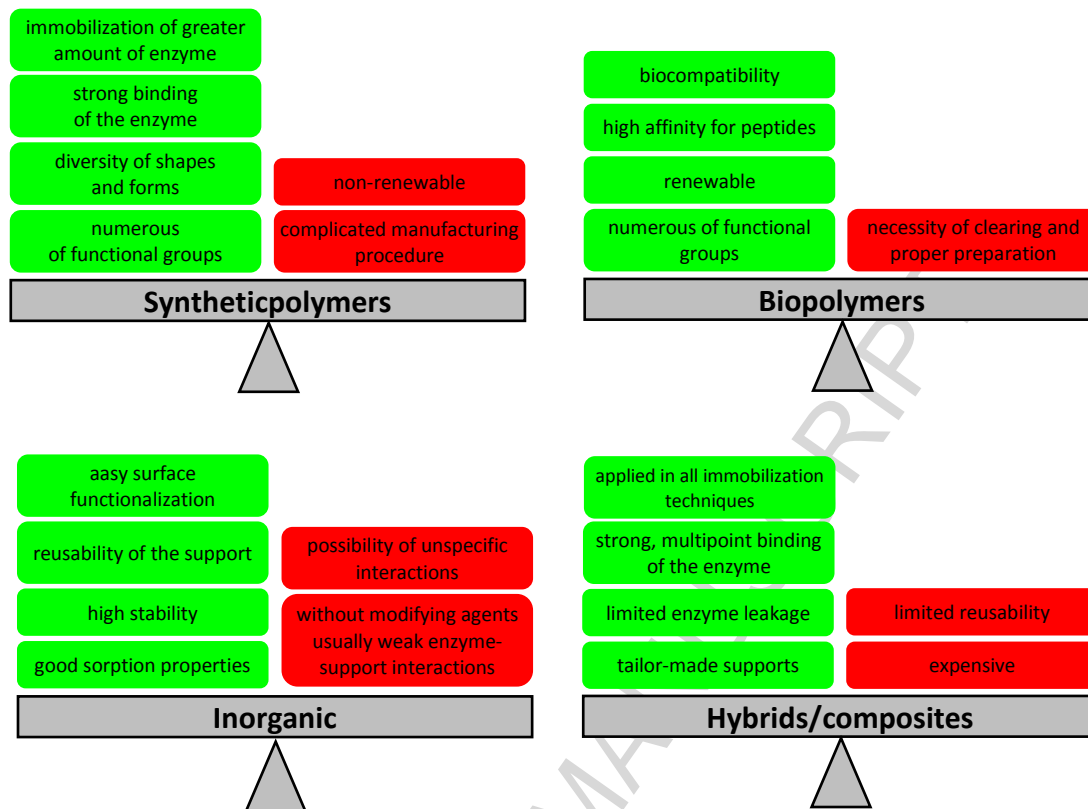 immobilization of greater
amount of enzyme
strong binding
of the enzyme
diversity of shapes
and forms
numerous
of functional groups
non-renewable
complicated manufacturing
procedure
Syntheticpolymers
biocompatibility
high affinity for peptides
renewable
numerous of functional
groups
necessity of clearing and
proper preparation
Biopolymers
aasy surface
functionalization
reusability of the support
high stability
good sorption properties
possibility of unspecific
interactions
without modifying agents
usually weak enzyme-
support interactions
Inorganic
applied in all immobilization
techniques
strong, multipoint binding
of the enzyme
limited enzyme leakage
tailor-made supports
limited reusability
expensive
Hybrids/composites